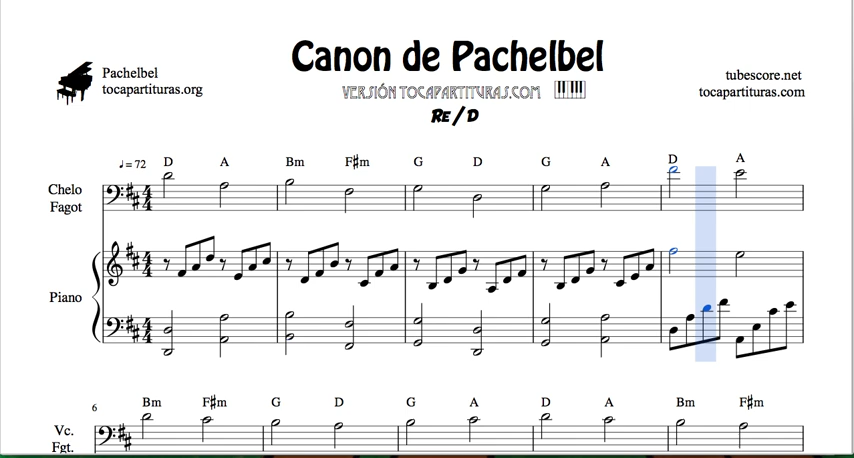 Canon de Pachelbel
Pachelbel
tocapartituras.org
VERSIÓN TOCAPARTITURAS.COM
tubescore.net
tocapartituras.com
RE / D
♩ = 72
D A Bm F#m G D G A D A
Chelo
Fagot
Piano
6
Bm F#m G D G A D A Bm F#m
Vc.
Fgt.